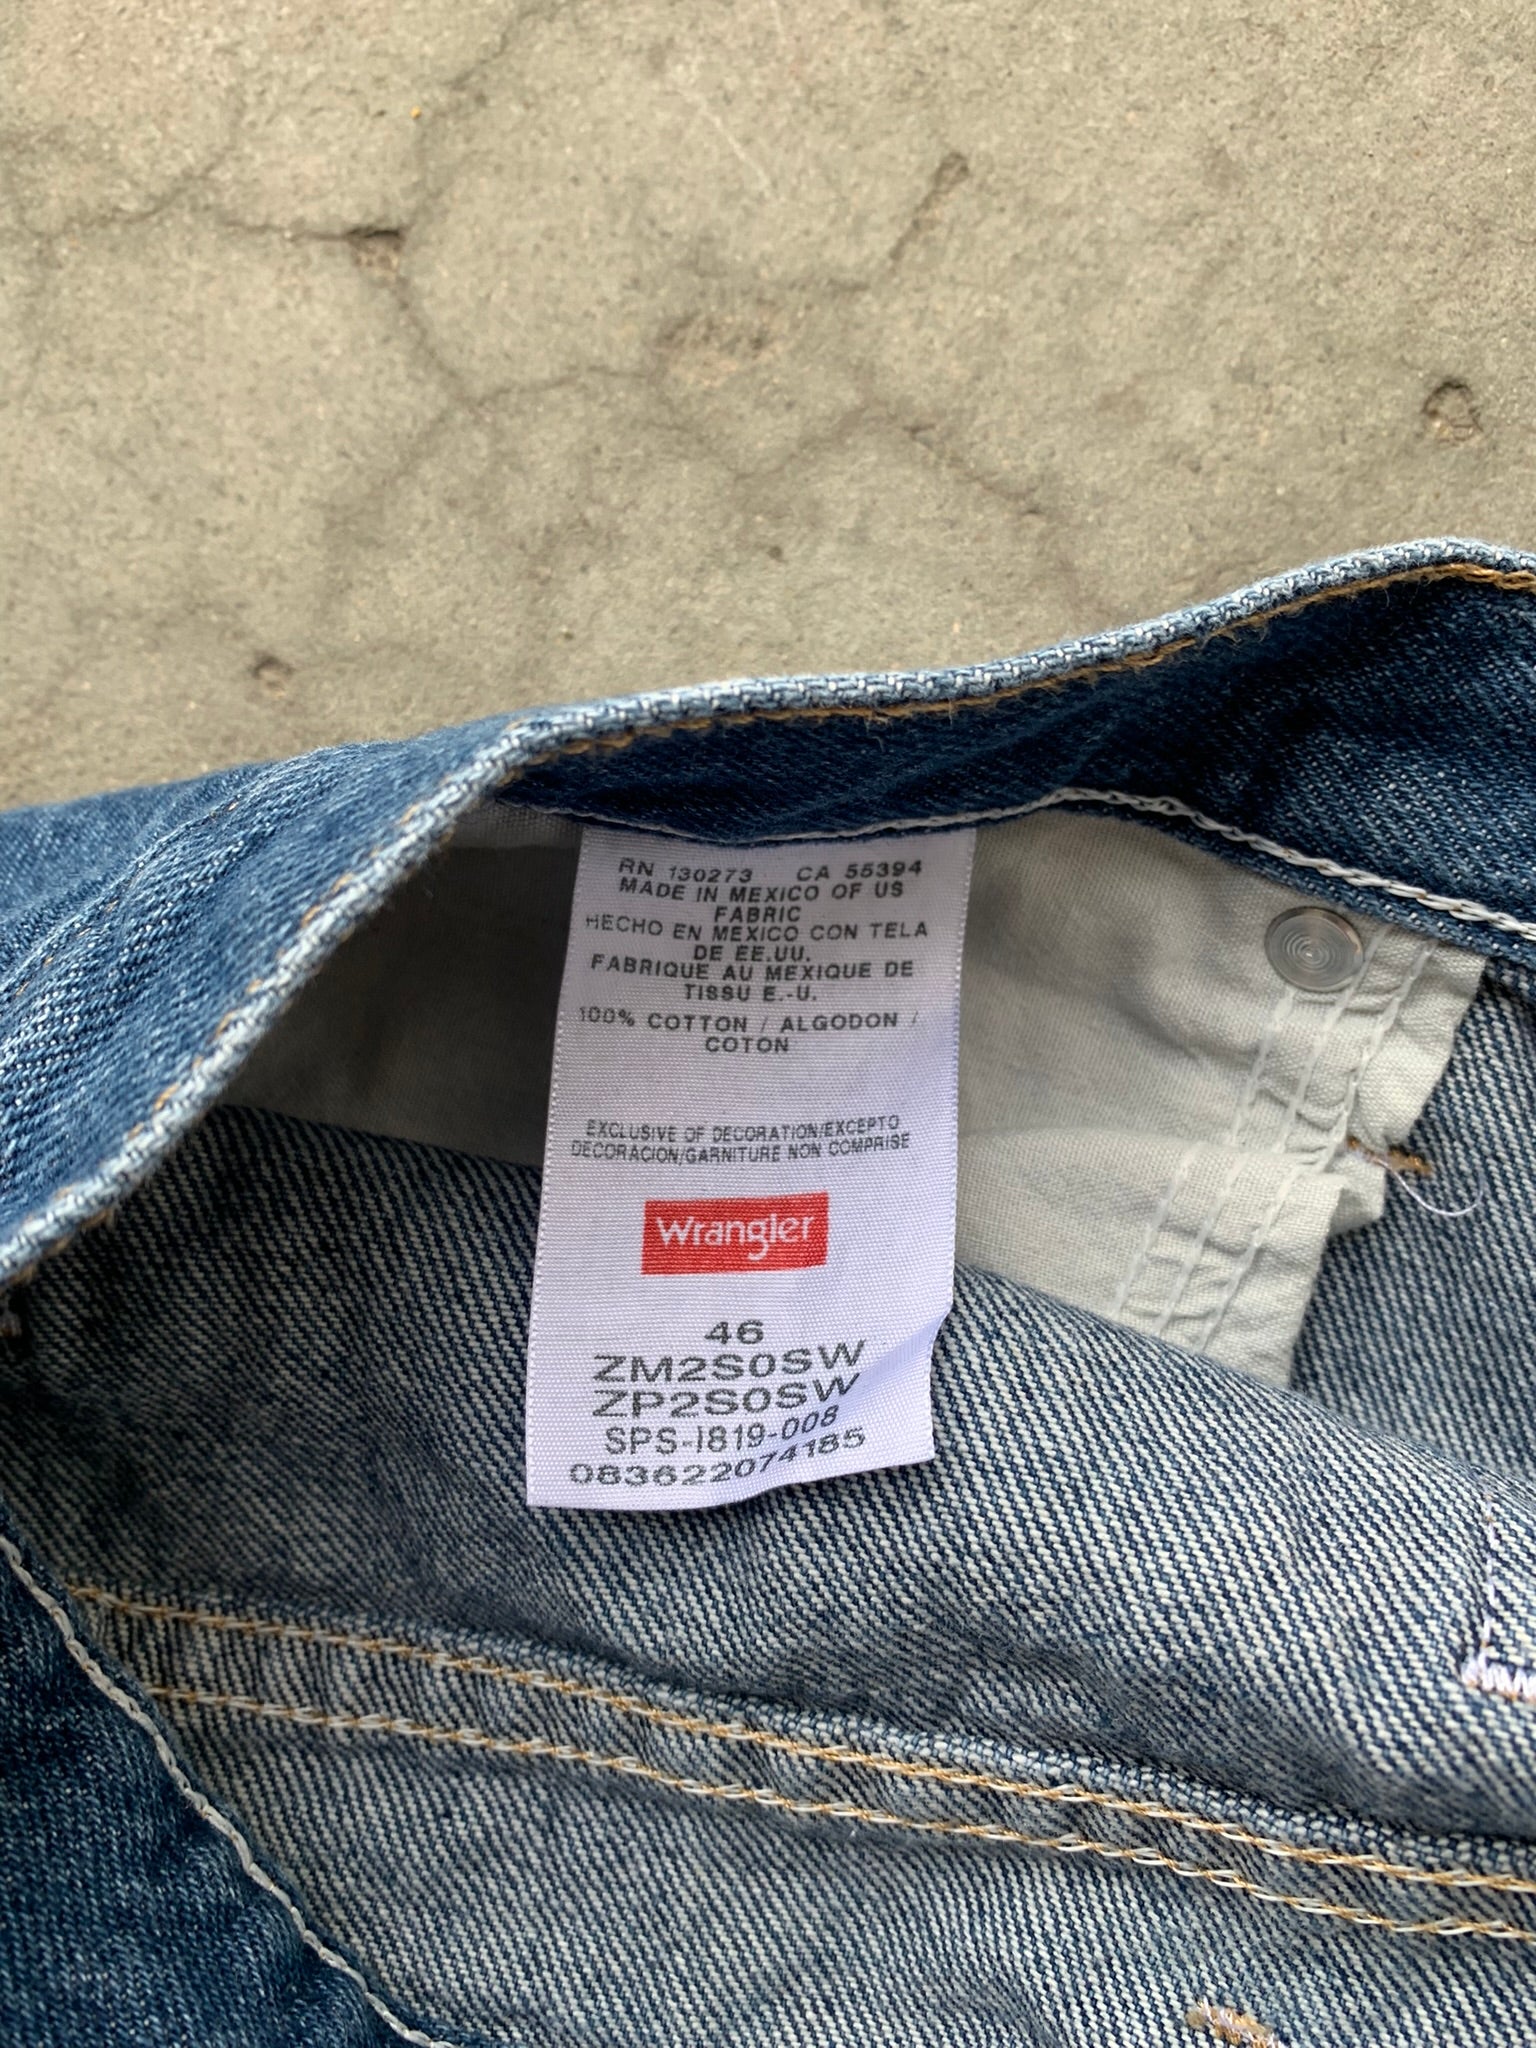 RN 130273 CA 55394
MADE IN MEXICO OF US
FABRIC
HECHO EN MEXICO CON TELA
DE EE.UU.
FABRIQUE AU MEXIQUE DE
TISSU E.-U.
100% COTTON / ALGODON /
COTON
EXCLUSIVE OF DECORATION/EXCEPTO
DECORACION/GARNITURE NON COMPRISE
Wrangler
46
ZM2S0SW
ZP2S0SW
SPS-I819-008
083622074185